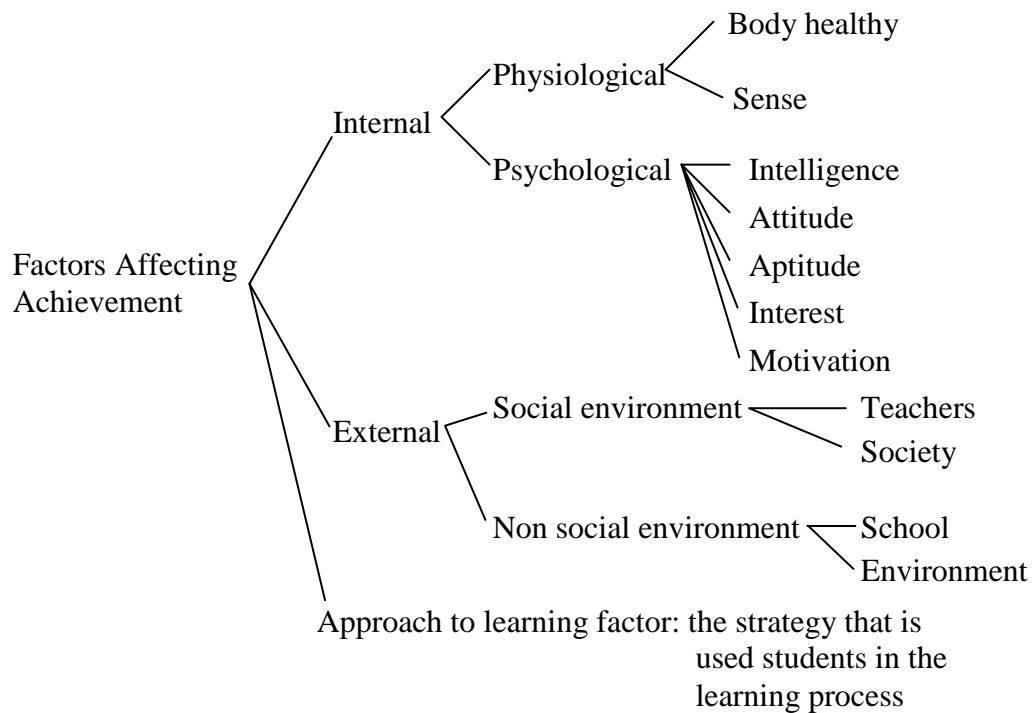 Body healthy
Physiological
Sense
Internal
Psychological
Intelligence
Attitude
Aptitude
Interest
Motivation
Factors Affecting
Achievement
Social environment
Teachers
Society
External
Non social environment
School
Environment
Approach to learning factor: the strategy that is
used students in the
learning process